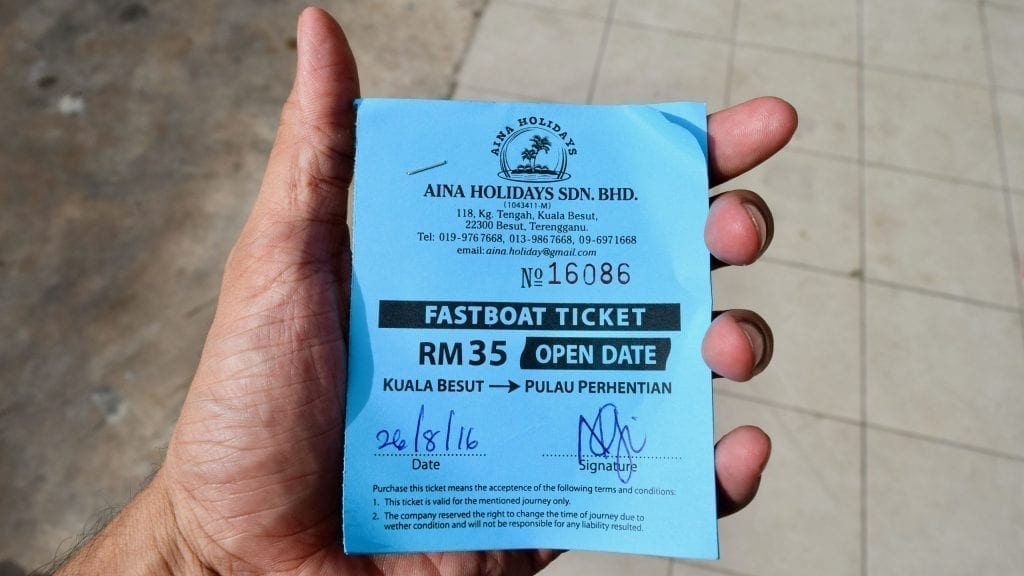 AINA HOLIDAYS
AINA HOLIDAYS SDN. BHD.
(1043411-M)
118, Kg. Tengah, Kuala Besut,
22300 Besut, Terengganu.
Tel: 019-9767668, 013-9867668, 09-6971668
email:aina.holiday@gmail.com
No 16086
FASTBOAT TICKET
RM35 OPEN DATE
KUALA BESUT → PULAU PERHENTIAN
26/8/16
Date
Signature
Purchase this ticket means the acceptance of the following terms and conditions:
1. This ticket is valid for the mentioned journey only.
2. The company reserved the right to change the time of journey due to
wether condition and will not be responsible for any liability resulted.